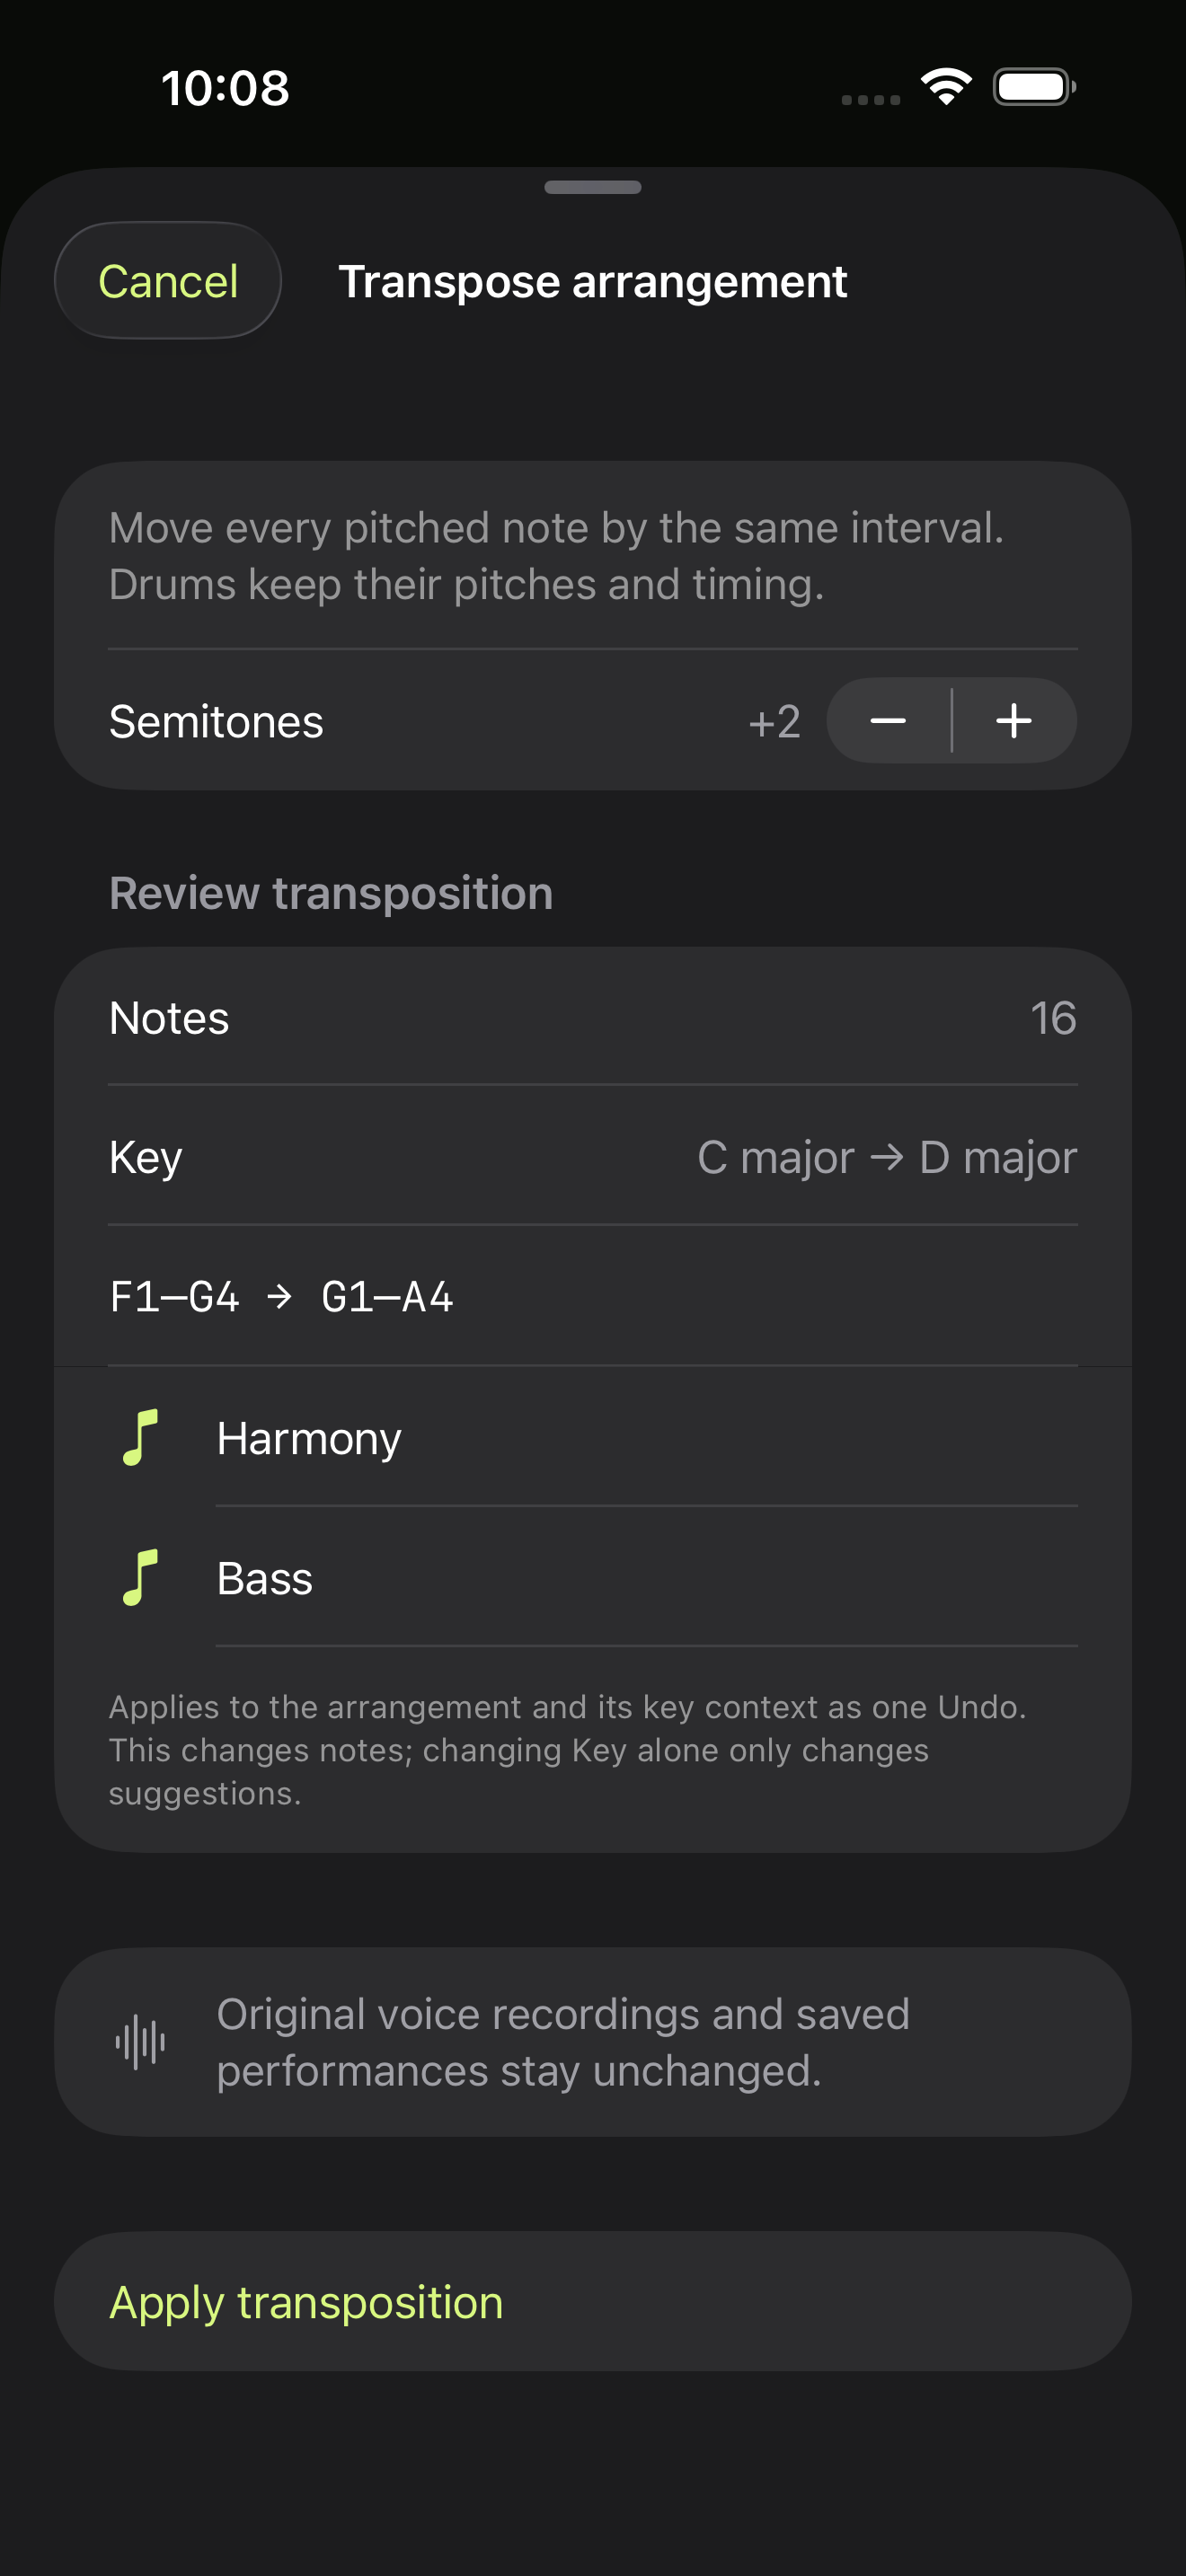 10:08
Cancel
Transpose arrangement
Move every pitched note by the same interval.
Drums keep their pitches and timing.
Semitones +2 − +
Review transposition
Notes 16
Key C major → D major
F1–G4 → G1–A4
Harmony
Bass
Applies to the arrangement and its key context as one Undo.
This changes notes; changing Key alone only changes
suggestions.
Original voice recordings and saved
performances stay unchanged.
Apply transposition